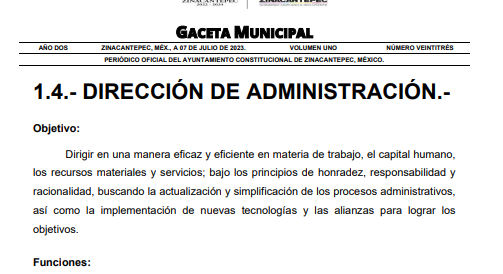 ZINACANTEPEC
2022 - 2024
ZINACANTEPEC
GACETA MUNICIPAL
AÑO DOS ZINACANTEPEC, MÉX., A 07 DE JULIO DE 2023. VOLUMEN UNO NÚMERO VEINTITRÉS
PERIÓDICO OFICIAL DEL AYUNTAMIENTO CONSTITUCIONAL DE ZINACANTEPEC, MÉXICO.
1.4.- DIRECCIÓN DE ADMINISTRACIÓN.-
Objetivo:
Dirigir en una manera eficaz y eficiente en materia de trabajo, el capital humano,
los recursos materiales y servicios; bajo los principios de honradez, responsabilidad y
racionalidad, buscando la actualización y simplificación de los procesos administrativos,
así como la implementación de nuevas tecnologías y las alianzas para lograr los
objetivos.
Funciones: